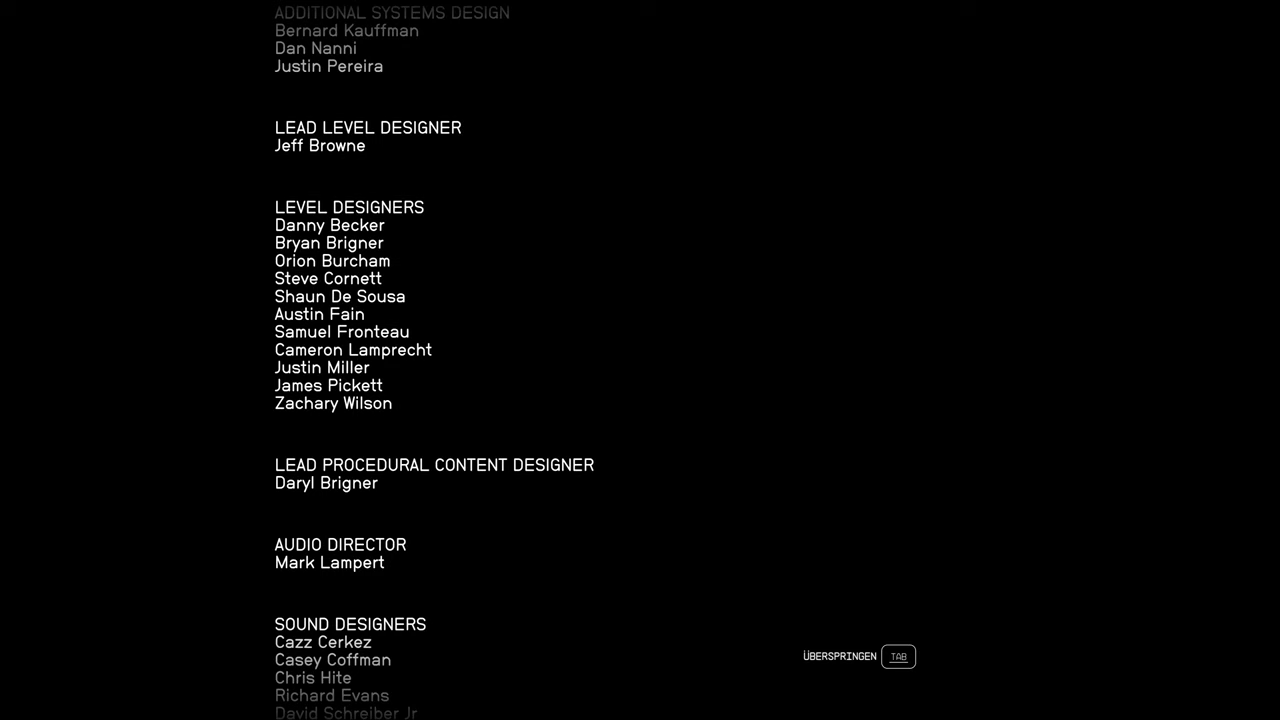 ADDITIONAL SYSTEMS DESIGN
Bernard Kauffman
Dan Nanni
Justin Pereira
LEAD LEVEL DESIGNER
Jeff Browne
LEVEL DESIGNERS
Danny Becker
Bryan Brigner
Orion Burcham
Steve Cornett
Shaun De Sousa
Austin Fain
Samuel Fronteau
Cameron Lamprecht
Justin Miller
James Pickett
Zachary Wilson
LEAD PROCEDURAL CONTENT DESIGNER
Daryl Brigner
AUDIO DIRECTOR
Mark Lampert
SOUND DESIGNERS
Cazz Cerkez
Casey Coffman
Chris Hite
Richard Evans
David Schreiber Jr
ÜBERSPRINGEN TAB